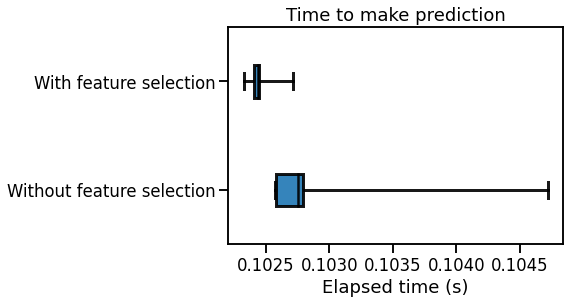 Time to make prediction
With feature selection
Without feature selection
0.1025 0.1030 0.1035 0.1040 0.1045
Elapsed time (s)